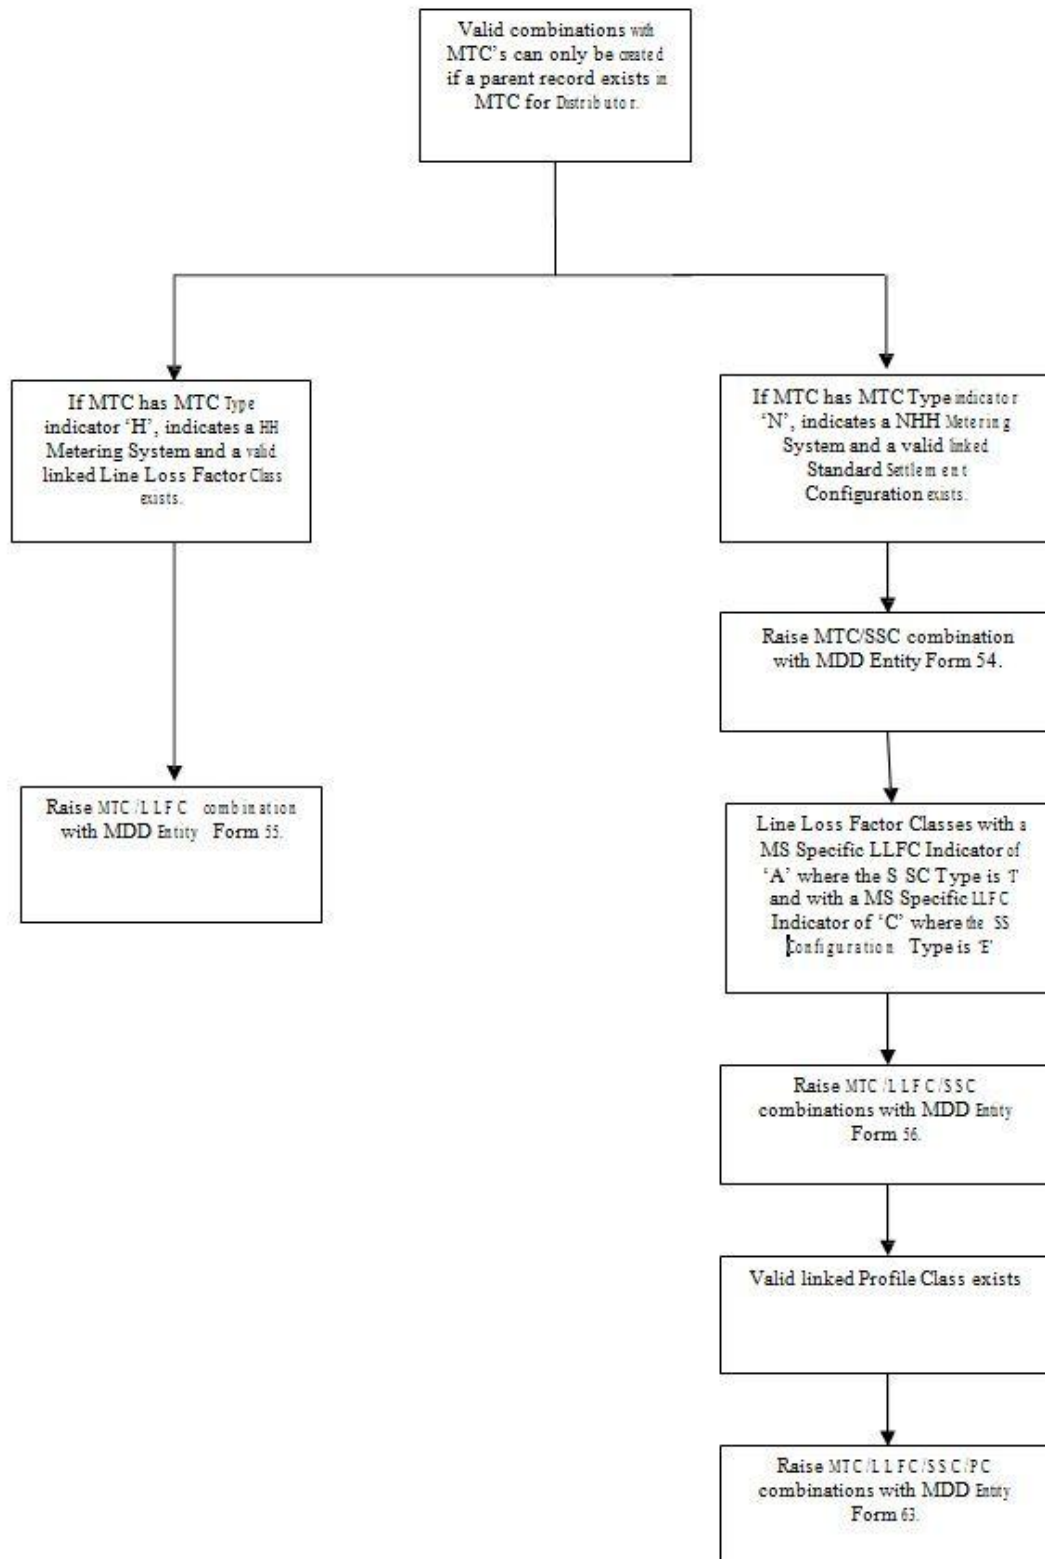 Valid combinations with
MTC's can only be created
if a parent record exists in
MTC for Distributor.
If MTC has MTC Type
indicator 'H', indicates a HH
Metering System and a valid
linked Line Loss Factor Class
exists.
If MTC has MTC Type indicator
'N', indicates a NHH Metering
System and a valid linked
Standard Settlement
Configuration exists.
Raise MTC/SSC combination
with MDD Entity Form 54.
Raise MTC/LLFC combination
with MDD Entity Form 55.
Line Loss Factor Classes with a
MS Specific LLFC Indicator of
'A' where the S SC Type is 'I'
and with a MS Specific LLFC
Indicator of 'C' where the SS
Configuration Type is 'E'
Raise MTC/LLFC/SSC
combinations with MDD Entity
Form 56.
Valid linked Profile Class exists
Raise MTC/LLFC/SSC/PC
combinations with MDD Entity
Form 63.